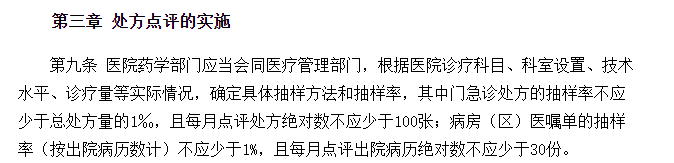 第三章 处方点评的实施
第九条 医院药学部门应当会同医疗管理部门，根据医院诊疗科目、科室设置、技术
水平、诊疗量等实际情况，确定具体抽样方法和抽样率，其中门急诊处方的抽样率不应
少于总处方量的1‰，且每月点评处方绝对数不应少于100张；病房（区）医嘱单的抽样
率（按出院病历数计）不应少于1%，且每月点评出院病历绝对数不应少于30份。